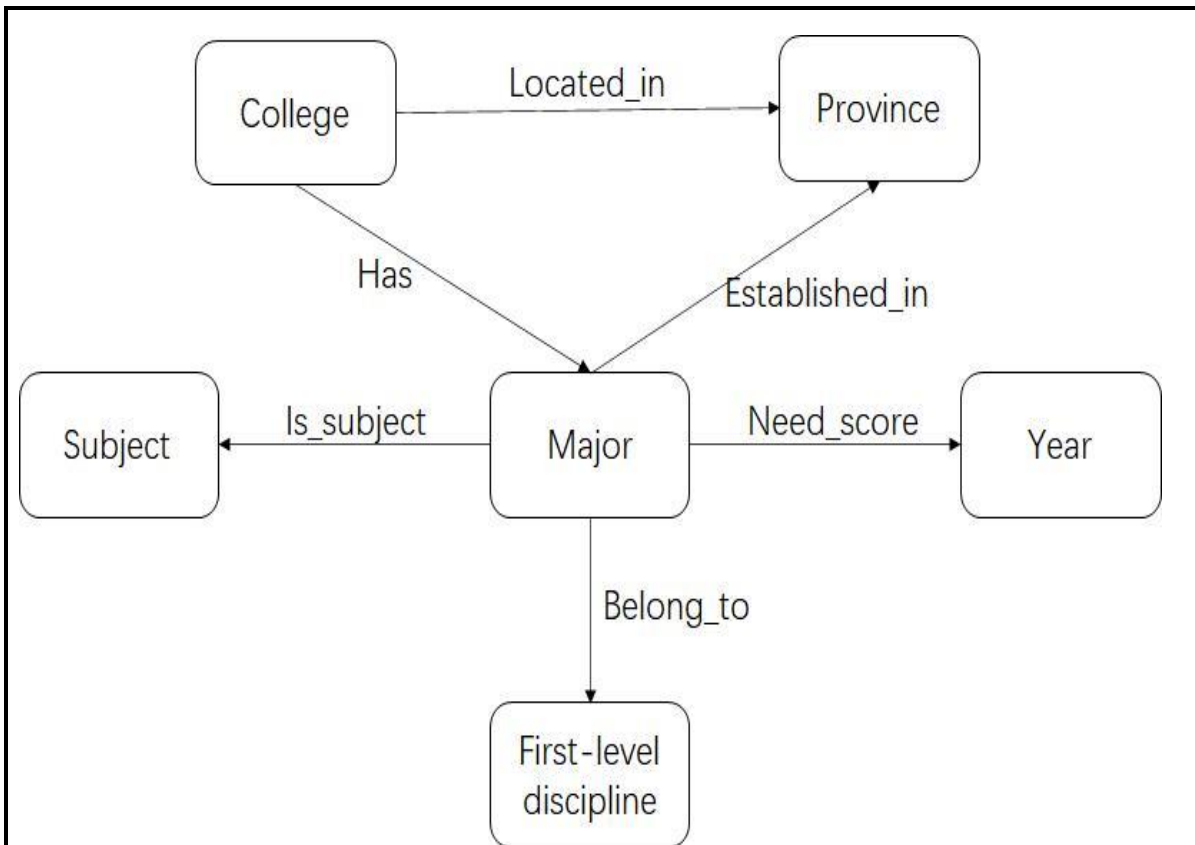 College
Located_in
Province
Has
Established_in
Subject
Is_subject
Major
Need_score
Year
Belong_to
First-level
discipline